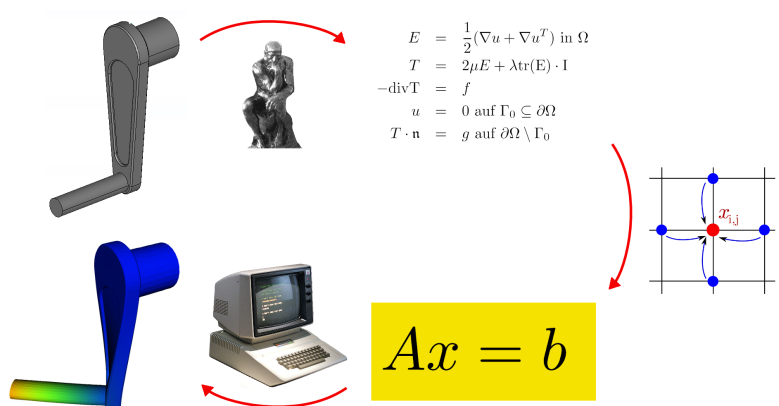 E = 1/2(∇u + ∇u^T) in Ω
T = 2μE + λtr(E) · I
−divT = f
u = 0 auf Γ₀ ⊆ ∂Ω
T · 𝔫 = g auf ∂Ω \ Γ₀
x_{i,j}
Ax = b